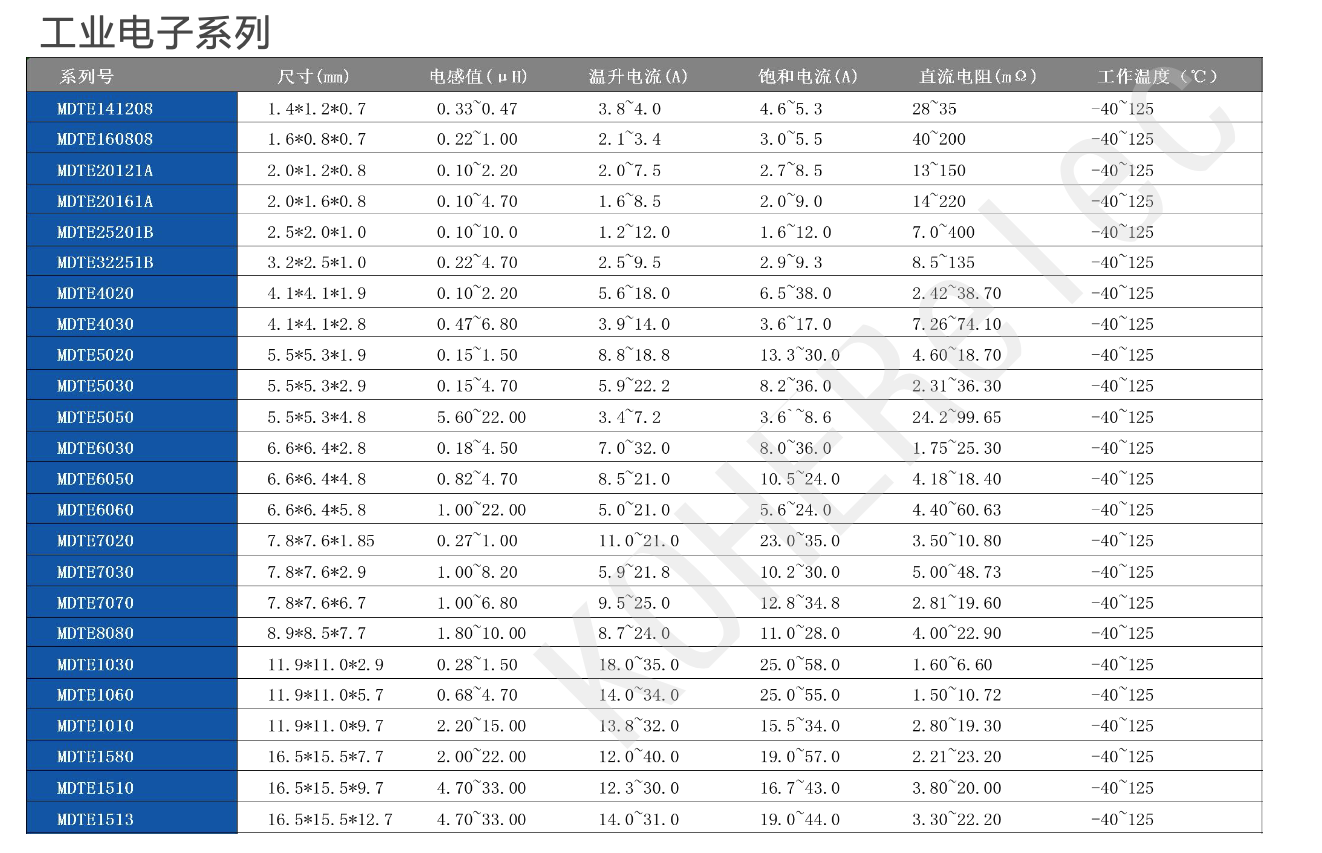 工业电子系列
系列号 尺寸(mm) 电感值(μH) 温升电流(A) 饱和电流(A) 直流电阻(mΩ) 工作温度（℃）
MDTE141208 1.4*1.2*0.7 0.33~0.47 3.8~4.0 4.6~5.3 28~35 -40~125
MDTE160808 1.6*0.8*0.7 0.22~1.00 2.1~3.4 3.0~5.5 40~200 -40~125
MDTE20121A 2.0*1.2*0.8 0.10~2.20 2.0~7.5 2.7~8.5 13~150 -40~125
MDTE20161A 2.0*1.6*0.8 0.10~4.70 1.6~8.5 2.0~9.0 14~220 -40~125
MDTE25201B 2.5*2.0*1.0 0.10~10.0 1.2~12.0 1.6~12.0 7.0~400 -40~125
MDTE32251B 3.2*2.5*1.0 0.22~4.70 2.5~9.5 2.9~9.3 8.5~135 -40~125
MDTE4020 4.1*4.1*1.9 0.10~2.20 5.6~18.0 6.5~38.0 2.42~38.70 -40~125
MDTE4030 4.1*4.1*2.8 0.47~6.80 3.9~14.0 3.6~17.0 7.26~74.10 -40~125
MDTE5020 5.5*5.3*1.9 0.15~1.50 8.8~18.8 13.3~30.0 4.60~18.70 -40~125
MDTE5030 5.5*5.3*2.9 0.15~4.70 5.9~22.2 8.2~36.0 2.31~36.30 -40~125
MDTE5050 5.5*5.3*4.8 5.60~22.00 3.4~7.2 3.6`~8.6 24.2~99.65 -40~125
MDTE6030 6.6*6.4*2.8 0.18~4.50 7.0~32.0 8.0~36.0 1.75~25.30 -40~125
MDTE6050 6.6*6.4*4.8 0.82~4.70 8.5~21.0 10.5~24.0 4.18~18.40 -40~125
MDTE6060 6.6*6.4*5.8 1.00~22.00 5.0~21.0 5.6~24.0 4.40~60.63 -40~125
MDTE7020 7.8*7.6*1.85 0.27~1.00 11.0~21.0 23.0~35.0 3.50~10.80 -40~125
MDTE7030 7.8*7.6*2.9 1.00~8.20 5.9~21.8 10.2~30.0 5.00~48.73 -40~125
MDTE7070 7.8*7.6*6.7 1.00~6.80 9.5~25.0 12.8~34.8 2.81~19.60 -40~125
MDTE8080 8.9*8.5*7.7 1.80~10.00 8.7~24.0 11.0~28.0 4.00~22.90 -40~125
MDTE1030 11.9*11.0*2.9 0.28~1.50 18.0~35.0 25.0~58.0 1.60~6.60 -40~125
MDTE1060 11.9*11.0*5.7 0.68~4.70 14.0~34.0 25.0~55.0 1.50~10.72 -40~125
MDTE1010 11.9*11.0*9.7 2.20~15.00 13.8~32.0 15.5~34.0 2.80~19.30 -40~125
MDTE1580 16.5*15.5*7.7 2.00~22.00 12.0~40.0 19.0~57.0 2.21~23.20 -40~125
MDTE1510 16.5*15.5*9.7 4.70~33.00 12.3~30.0 16.7~43.0 3.80~20.00 -40~125
MDTE1513 16.5*15.5*12.7 4.70~33.00 14.0~31.0 19.0~44.0 3.30~22.20 -40~125
KOHERelec